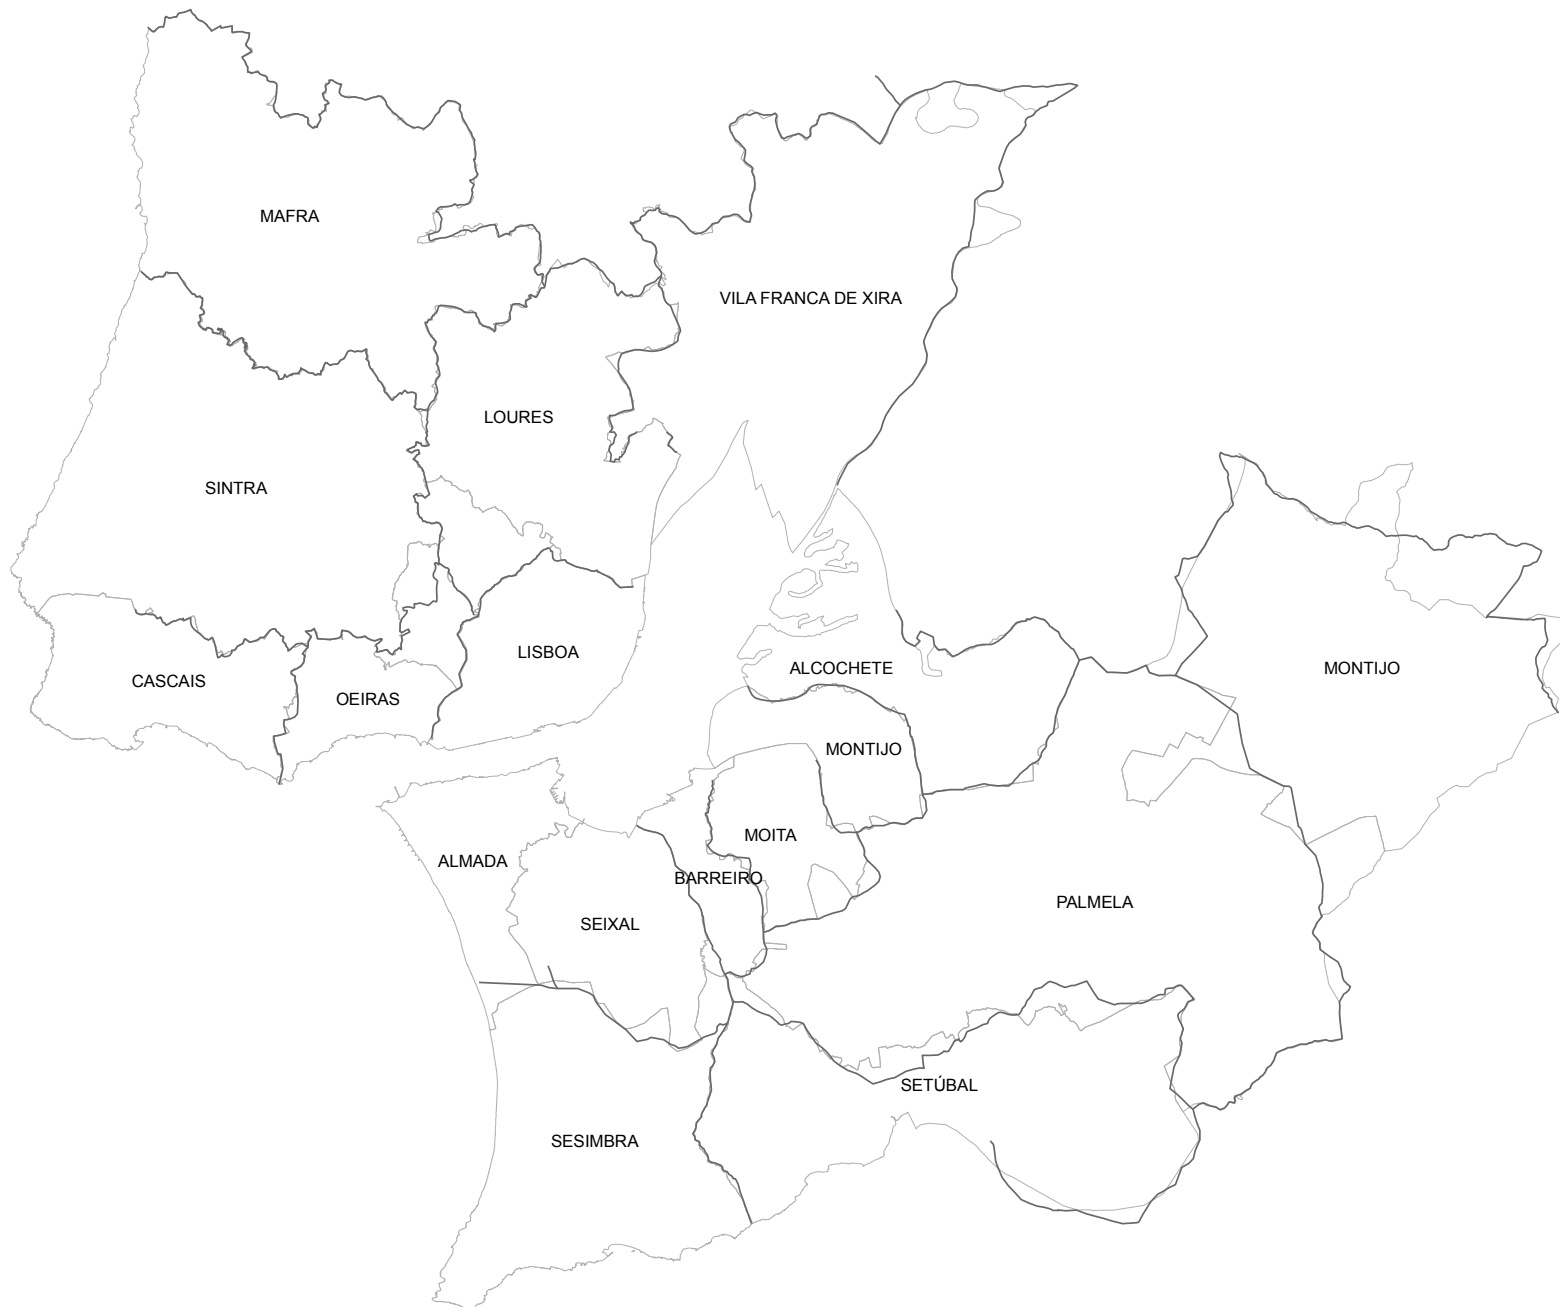 MAFRA
VILA FRANCA DE XIRA
LOURES
SINTRA
LISBOA
ALCOCHETE
MONTIJO
CASCAIS
OEIRAS
MONTIJO
MOITA
ALMADA
BARREIRO
PALMELA
SEIXAL
SETÚBAL
SESIMBRA